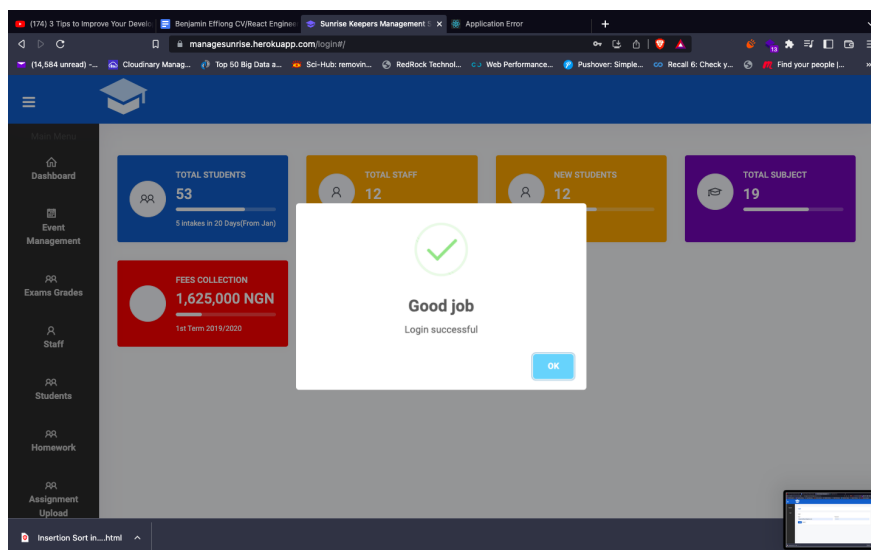 (174) 3 Tips to Improve Your Develo
Benjamin Effiong CV/React Enginee
Sunrise Keepers Management S
Application Error
managesunrise.herokuapp.com/login#/
13
(14,584 unread) -...
Cloudinary Manag...
Top 50 Big Data a...
Sci-Hub: removin...
RedRock Technol...
Web Performance...
Pushover: Simple...
Recall 6: Check y...
Find your people |...
Main Menu
Dashboard
Event
Management
Exams Grades
Staff
Students
Homework
Assignment
Upload
TOTAL STUDENTS
53
5 intakes in 20 Days(From Jan)
TOTAL STAFF
12
NEW STUDENTS
12
TOTAL SUBJECT
19
FEES COLLECTION
1,625,000 NGN
1st Term 2019/2020
Good job
Login successful
OK
Insertion Sort in....html